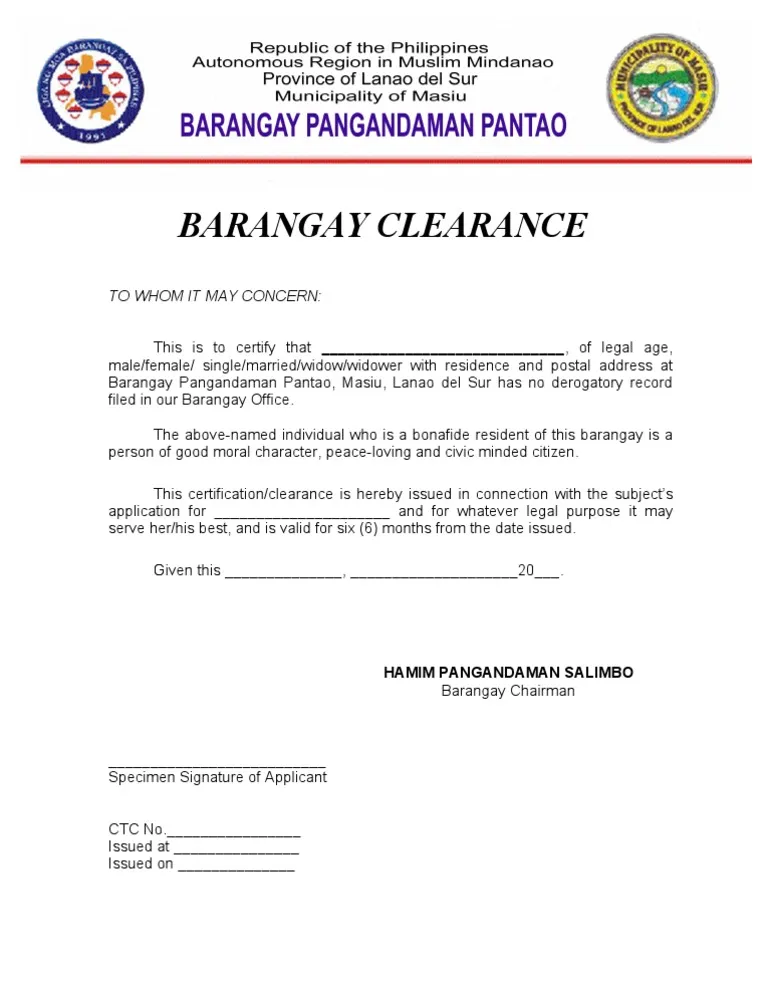 Republic of the Philippines
Autonomous Region in Muslim Mindanao
Province of Lanao del Sur
Municipality of Masiu
BARANGAY PANGANDAMAN PANTAO
LIGA NG MGA BARANGAY SA PILIPINAS
1991
MUNICIPALITY OF MASIU
PROVINCE OF LANAO DEL SUR
BARANGAY CLEARANCE
TO WHOM IT MAY CONCERN:
This is to certify that ______________________________, of legal age,
male/female/ single/married/widow/widower with residence and postal address at
Barangay Pangandaman Pantao, Masiu, Lanao del Sur has no derogatory record
filed in our Barangay Office.
The above-named individual who is a bonafide resident of this barangay is a
person of good moral character, peace-loving and civic minded citizen.
This certification/clearance is hereby issued in connection with the subject's
application for _____________________ and for whatever legal purpose it may
serve her/his best, and is valid for six (6) months from the date issued.
Given this ______________, ____________________20___.
HAMIM PANGANDAMAN SALIMBO
Barangay Chairman
__________________________
Specimen Signature of Applicant
CTC No.________________
Issued at _______________
Issued on ______________